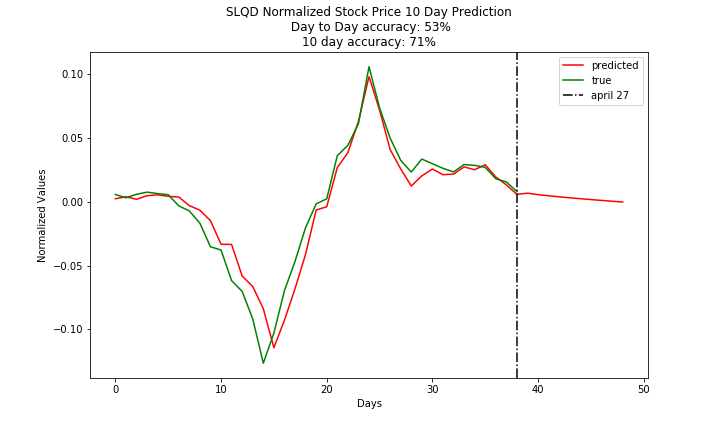 SLQD Normalized Stock Price 10 Day Prediction
Day to Day accuracy: 53%
10 day accuracy: 71%
predicted
true
april 27
Normalized Values
0.10
0.05
0.00
−0.05
−0.10
0 10 20 30 40 50
Days